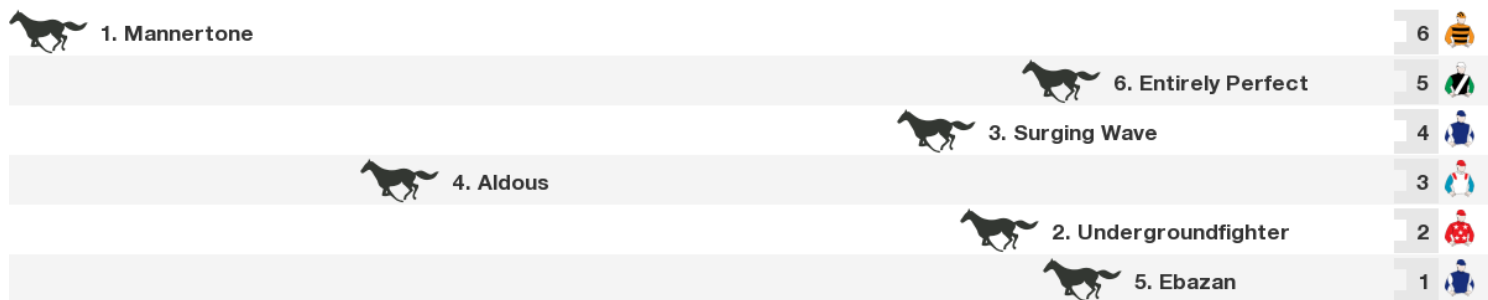 1. Mannertone 6
6. Entirely Perfect 5
3. Surging Wave 4
4. Aldous 3
2. Undergroundfighter 2
5. Ebazan 1